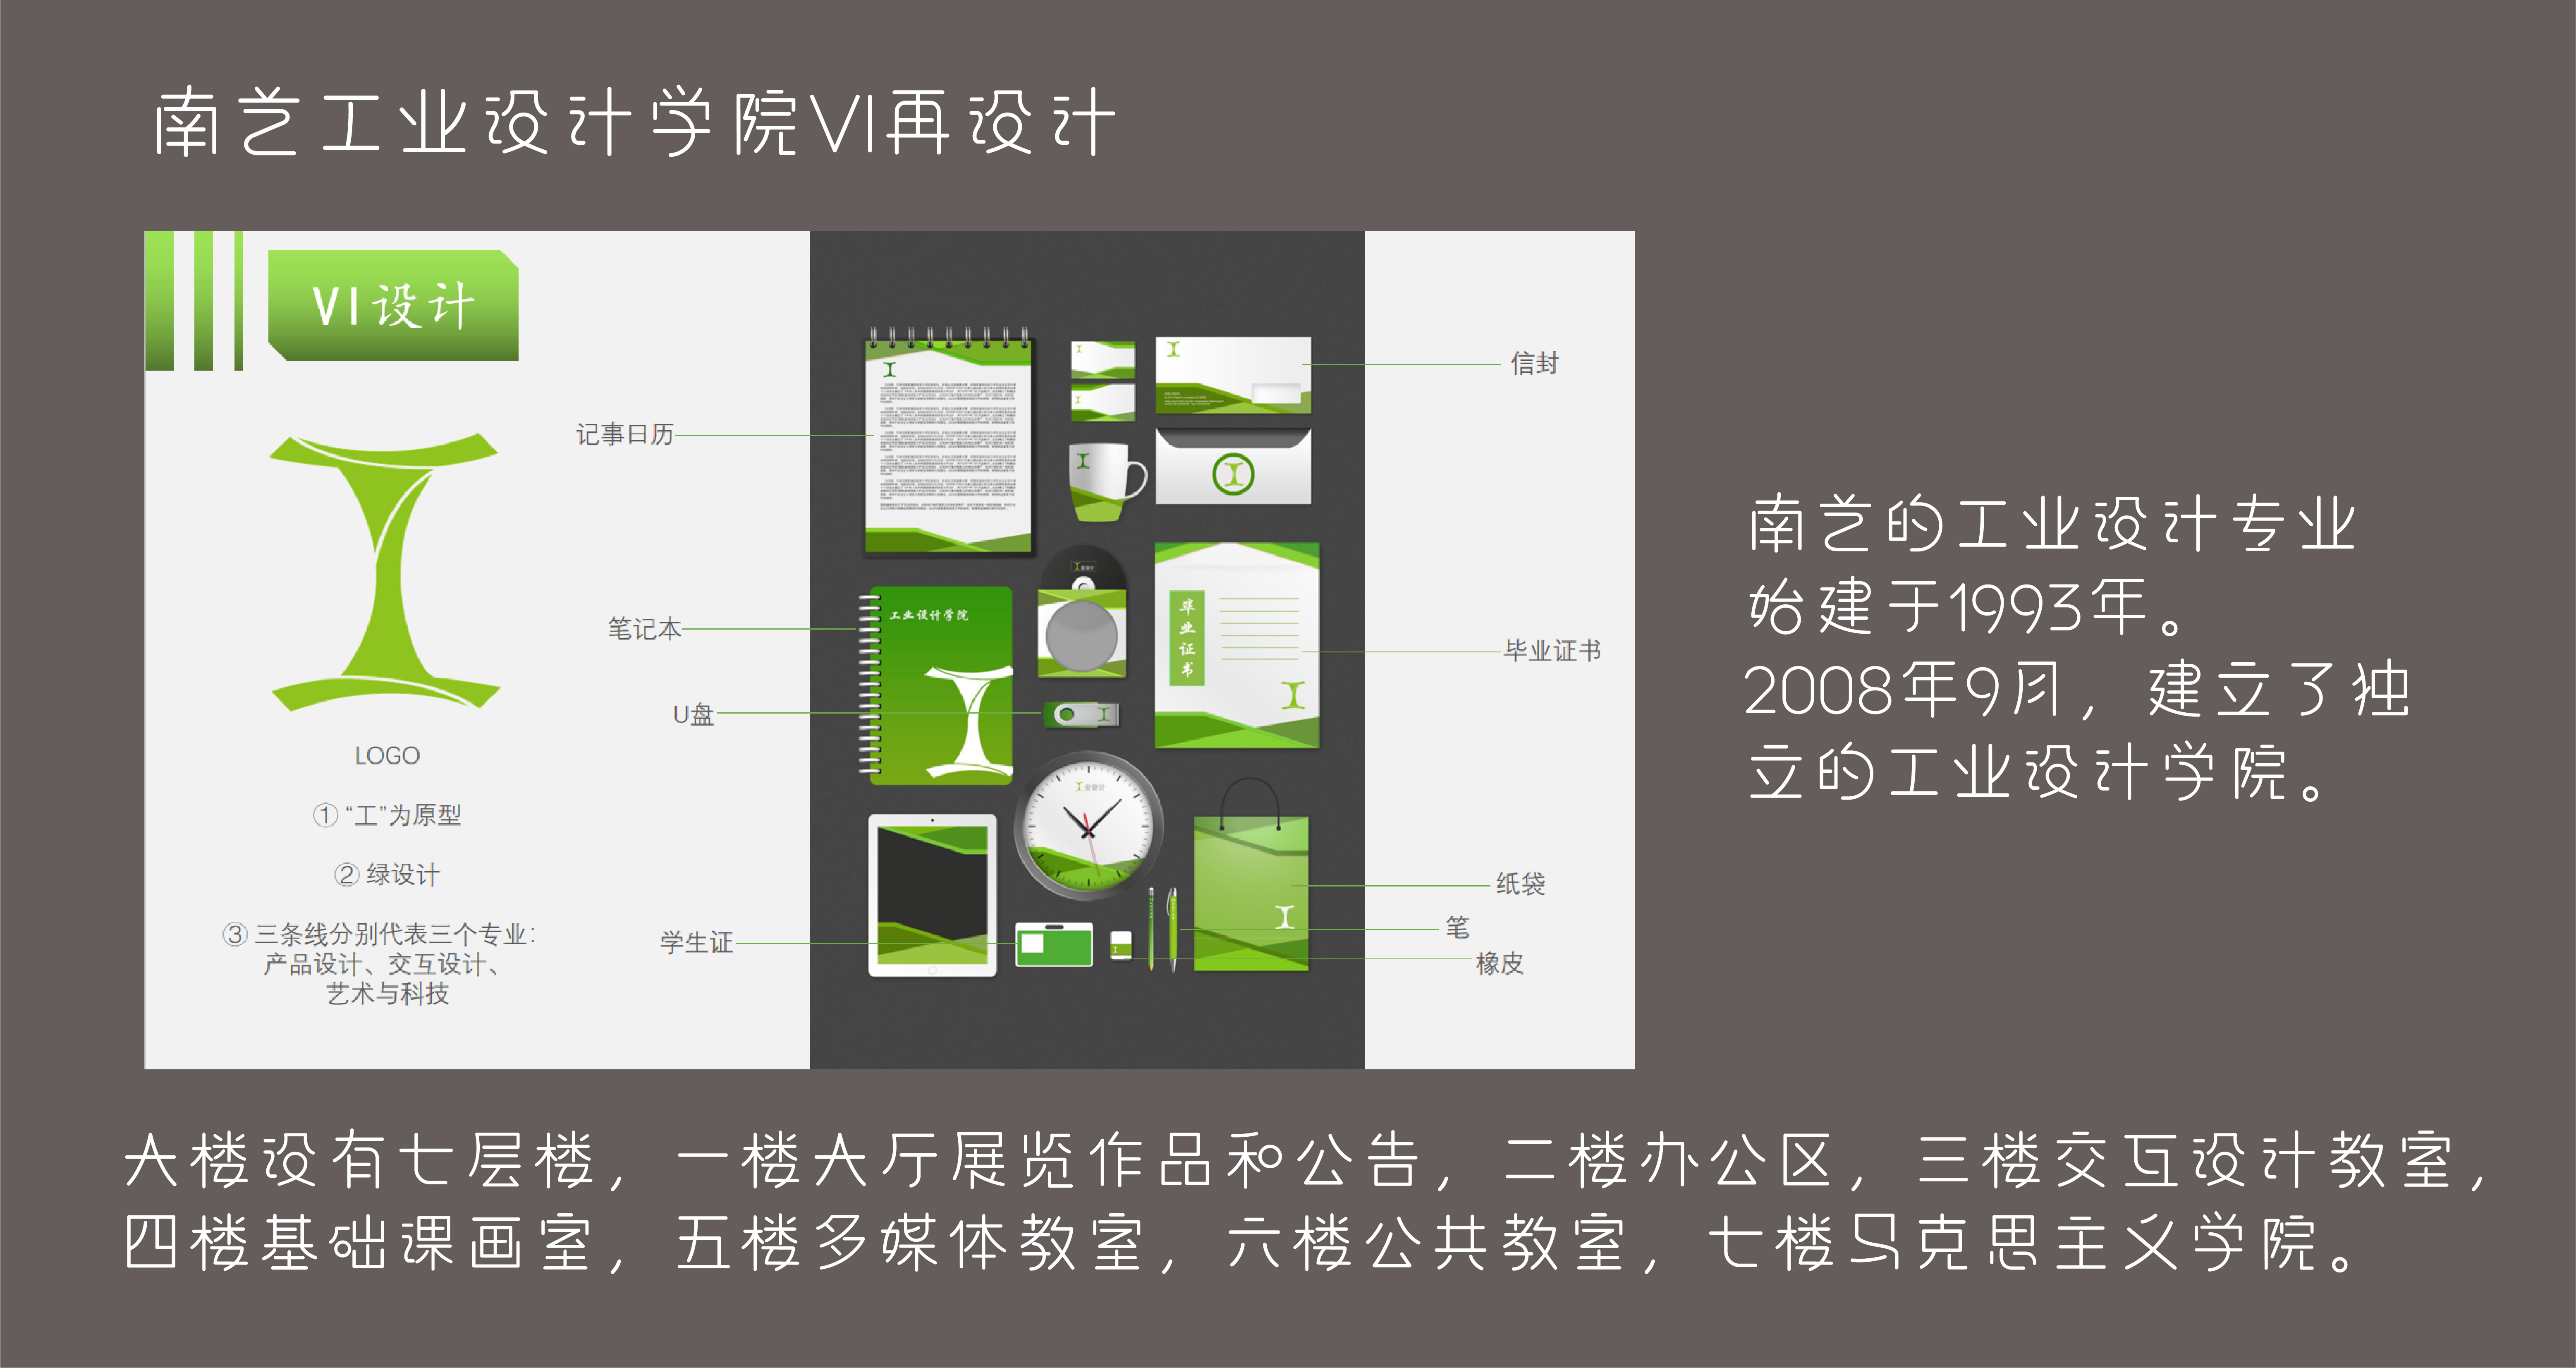 南艺工业设计学院VI再设计
VI设计
信封
记事日历
笔记本
工业设计学院
毕业证书
毕业证书
U盘
LOGO
业设计
业设计
①“工”为原型
②绿设计
③三条线分别代表三个专业：
产品设计、交互设计、
艺术与科技
学生证
纸袋
笔
橡皮
南艺的工业设计专业
始建于1993年。
2008年9月，建立了独
立的工业设计学院。
大楼设有七层楼，一楼大厅展览作品和公告，二楼办公区，三楼交互设计教室，
四楼基础课画室，五楼多媒体教室，六楼公共教室，七楼马克思主义学院。